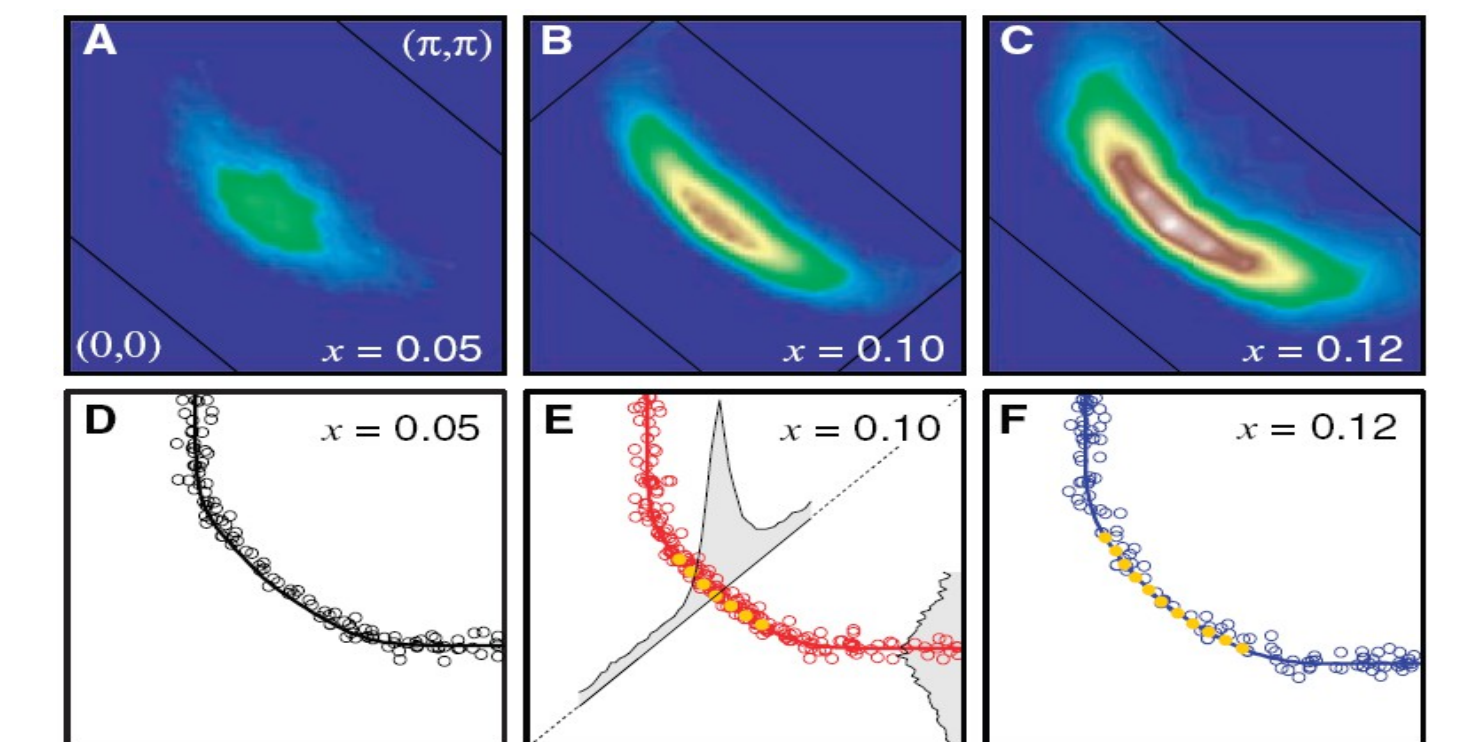 A
(π,π)
(0,0)
x = 0.05
B
x = 0.10
C
x = 0.12
D
x = 0.05
E
x = 0.10
F
x = 0.12